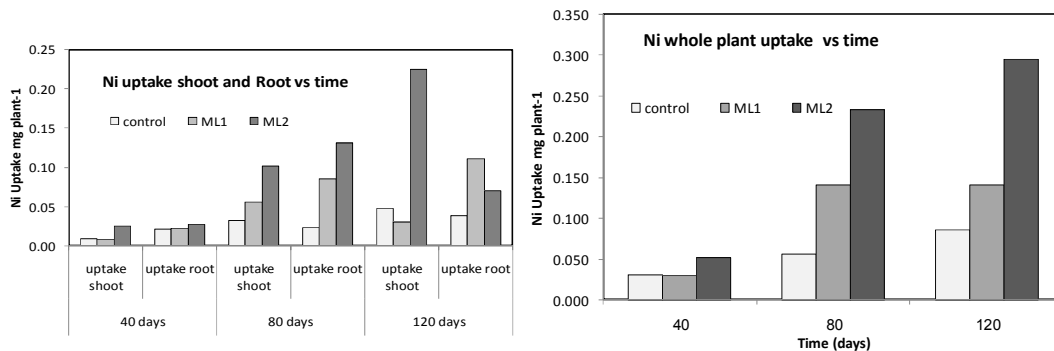 Ni uptake shoot and Root vs time
control ML1 ML2
Ni Uptake mg plant-1
0.25
0.20
0.15
0.10
0.05
0.00
uptake shoot uptake root uptake shoot uptake root uptake shoot uptake root
40 days 80 days 120 days
Ni whole plant uptake vs time
control ML1 ML2
Ni Uptake mg plant-1
0.350
0.300
0.250
0.200
0.150
0.100
0.050
0.000
40 80 120
Time (days)